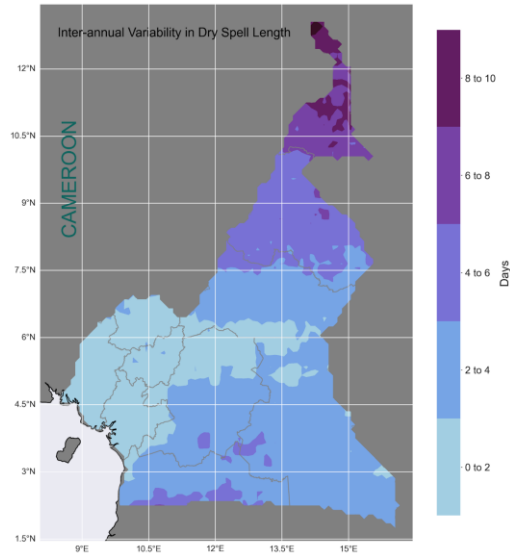 Inter-annual Variability in Dry Spell Length
CAMEROON
12°N
10.5°N
9°N
7.5°N
6°N
4.5°N
3°N
1.5°N
9°E
10.5°E
12°E
13.5°E
15°E
8 to 10
6 to 8
4 to 6
2 to 4
0 to 2
Days